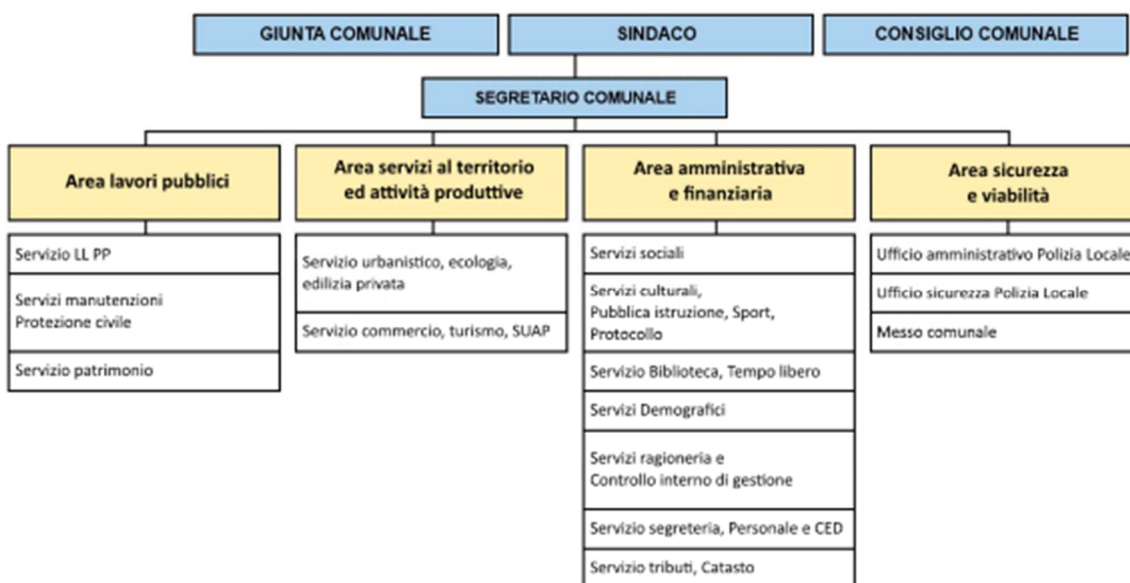 GIUNTA COMUNALE
SINDACO
CONSIGLIO COMUNALE
SEGRETARIO COMUNALE
Area lavori pubblici
Servizio LL PP
Servizi manutenzioni
Protezione civile
Servizio patrimonio
Area servizi al territorio
ed attività produttive
Servizio urbanistico, ecologia,
edilizia privata
Servizio commercio, turismo, SUAP
Area amministrativa
e finanziaria
Servizi sociali
Servizi culturali,
Pubblica istruzione, Sport,
Protocollo
Servizio Biblioteca, Tempo libero
Servizi Demografici
Servizi ragioneria e
Controllo interno di gestione
Servizio segreteria, Personale e CED
Servizio tributi, Catasto
Area sicurezza
e viabilità
Ufficio amministrativo Polizia Locale
Ufficio sicurezza Polizia Locale
Messo comunale